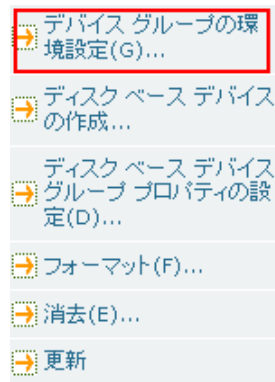 デバイス グループの環
境設定(G)...
ディスク ベース デバイス
の作成...
ディスク ベース デバイス
グループ プロパティの設
定(D)...
フォーマット(F)...
消去(E)...
更新